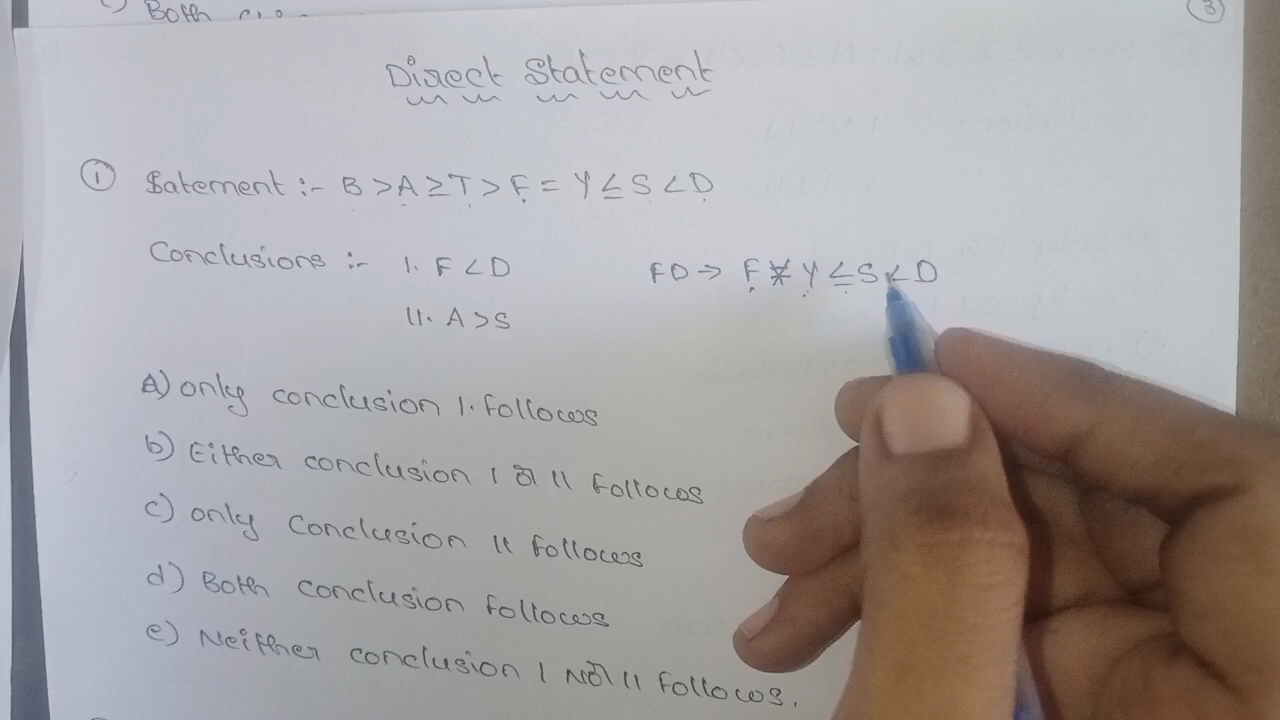 Both
3
Direct Statement
① Satement :- B > A ≥ T > F = Y ≤ S < D
Conclusions :- I. F < D FD → F = Y ≤ S < D
II. A > S
A) only conclusion I. follows
b) Either conclusion I or II follows
c) only conclusion II follows
d) Both conclusion follows
e) Neither conclusion I nor II follows.